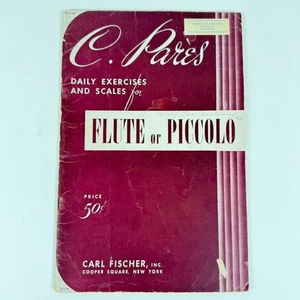 C. Parès
DAILY EXERCISES
AND SCALES for
FLUTE or PICCOLO
PRICE
50¢
CARL FISCHER, INC.
COOPER SQUARE, NEW YORK